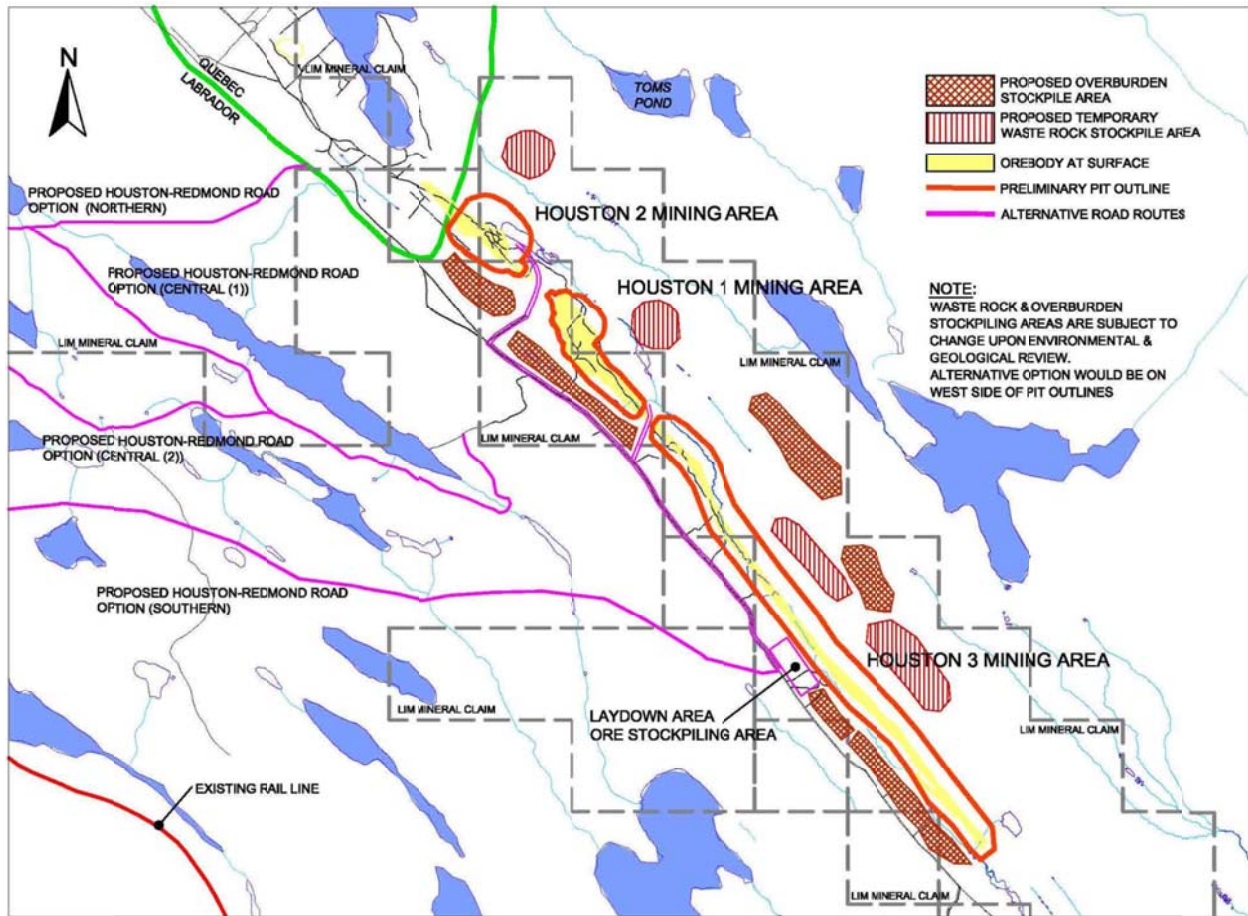 N
QUEBEC
LABRADOR
LIM MINERAL CLAIM
TOMS
POND
PROPOSED OVERBURDEN
STOCKPILE AREA
PROPOSED TEMPORARY
WASTE ROCK STOCKPILE AREA
OREBODY AT SURFACE
PRELIMINARY PIT OUTLINE
ALTERNATIVE ROAD ROUTES
PROPOSED HOUSTON-REDMOND ROAD
OPTION (NORTHERN)
HOUSTON 2 MINING AREA
PROPOSED HOUSTON-REDMOND ROAD
OPTION (CENTRAL (1))
HOUSTON 1 MINING AREA
NOTE:
WASTE ROCK & OVERBURDEN
STOCKPILING AREAS ARE SUBJECT TO
CHANGE UPON ENVIRONMENTAL &
GEOLOGICAL REVIEW.
ALTERNATIVE OPTION WOULD BE ON
WEST SIDE OF PIT OUTLINES
LIM MINERAL CLAIM
LIM MINERAL CLAIM
PROPOSED HOUSTON-REDMOND ROAD
OPTION (CENTRAL (2))
LIM MINERAL CLAIM
PROPOSED HOUSTON-REDMOND ROAD
OPTION (SOUTHERN)
HOUSTON 3 MINING AREA
LIM MINERAL CLAIM
LAYDOWN AREA
ORE STOCKPILING AREA
LIM MINERAL CLAIM
EXISTING RAIL LINE
LIM MINERAL CLAIM